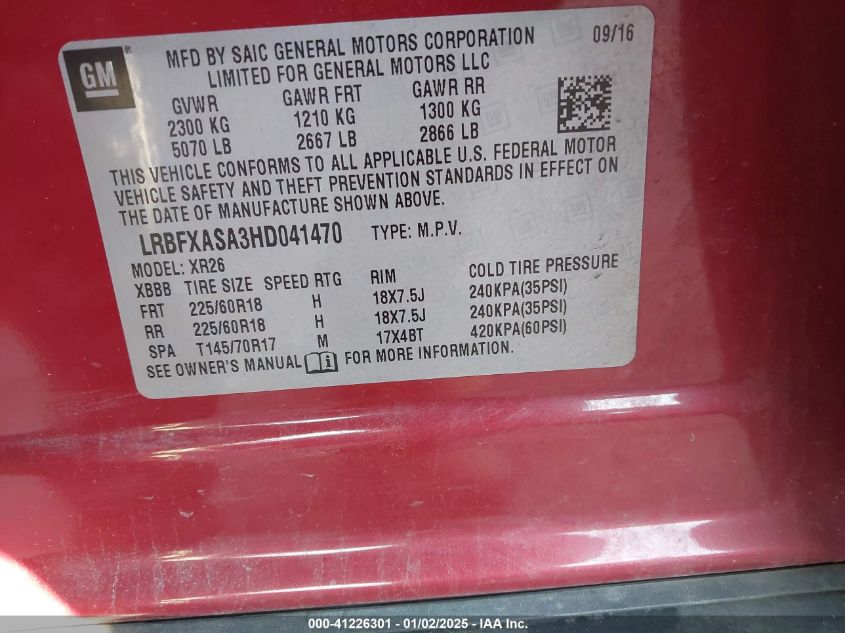 GM
MFD BY SAIC GENERAL MOTORS CORPORATION 09/16
LIMITED FOR GENERAL MOTORS LLC
GVWR GAWR FRT GAWR RR
2300 KG 1210 KG 1300 KG
5070 LB 2667 LB 2866 LB
THIS VEHICLE CONFORMS TO ALL APPLICABLE U.S. FEDERAL MOTOR
VEHICLE SAFETY AND THEFT PREVENTION STANDARDS IN EFFECT ON
THE DATE OF MANUFACTURE SHOWN ABOVE.
LRBFXASA3HD041470 TYPE: M.P.V.
MODEL: XR26
XBBB TIRE SIZE SPEED RTG RIM COLD TIRE PRESSURE
FRT 225/60R18 H 18X7.5J 240KPA(35PSI)
RR 225/60R18 H 18X7.5J 240KPA(35PSI)
SPA T145/70R17 M 17X4BT 420KPA(60PSI)
SEE OWNER'S MANUAL FOR MORE INFORMATION.
000-41226301 - 01/02/2025 - © IAA, Inc.